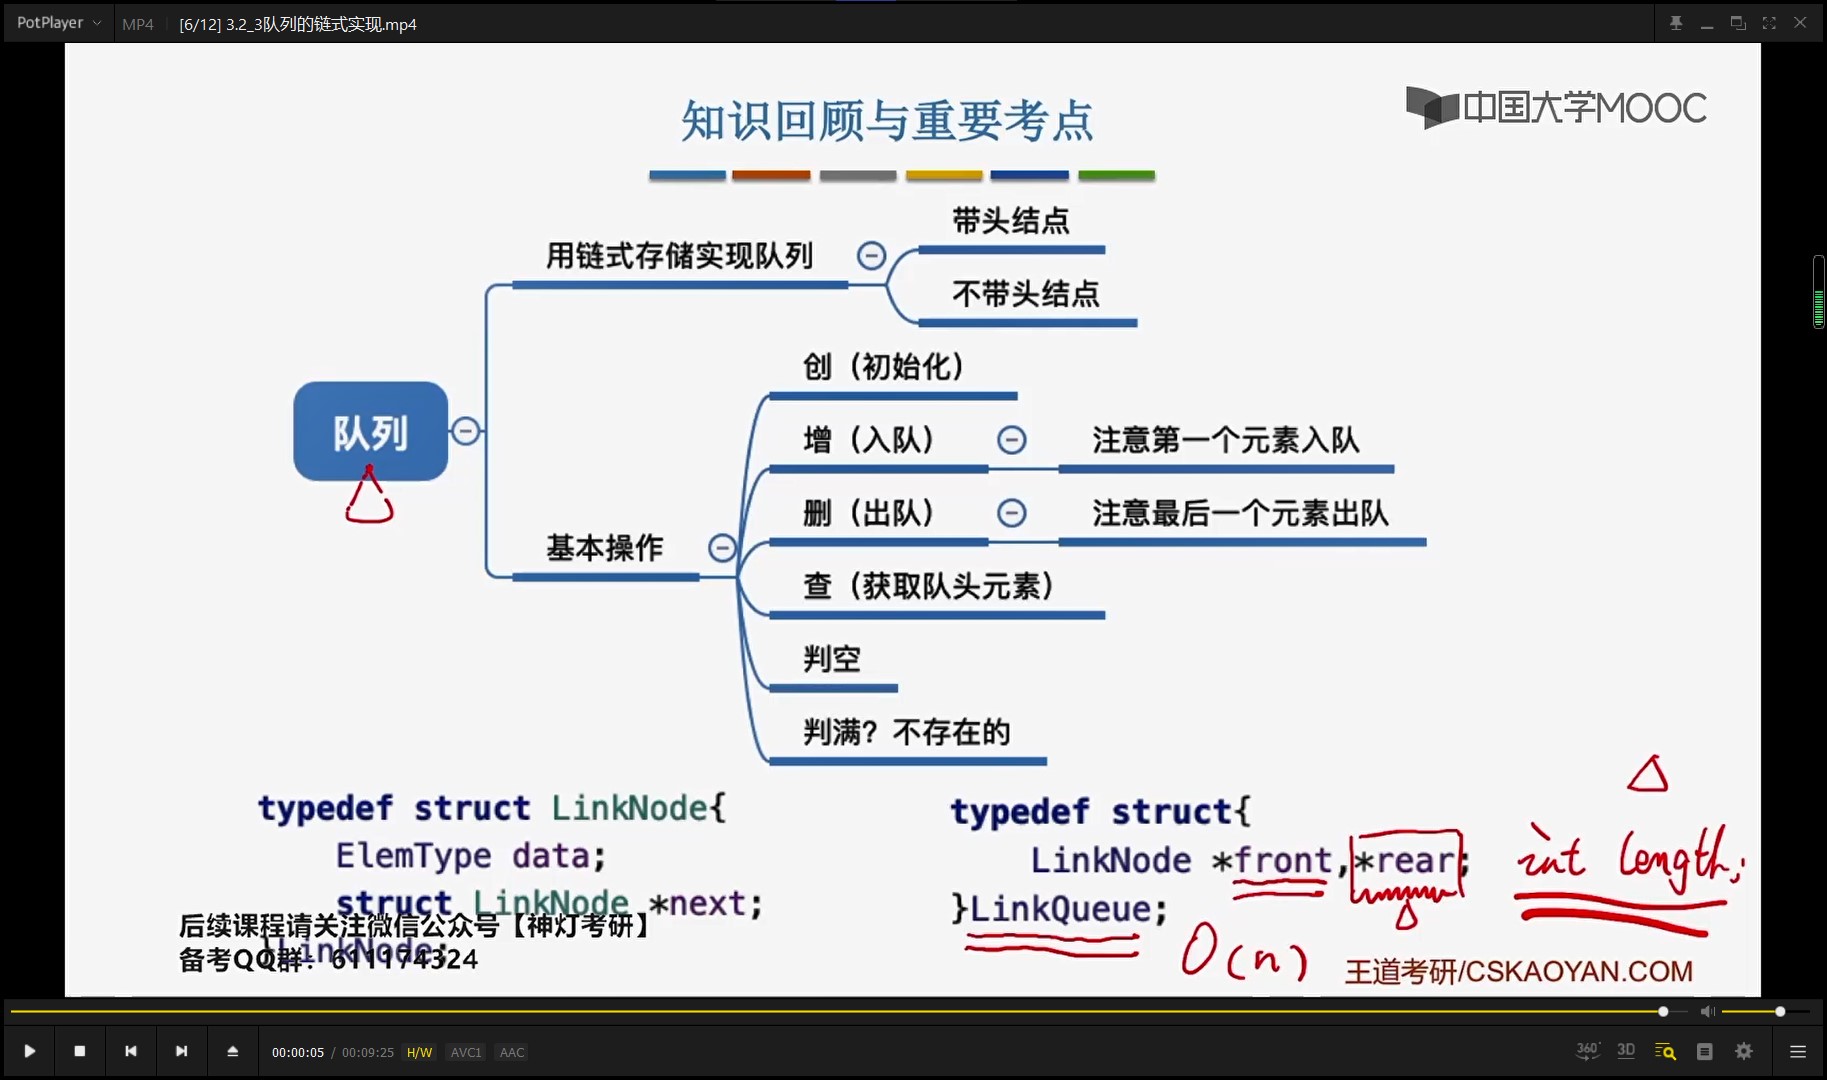 PotPlayer MP4 [6/12] 3.2_3队列的链式实现.mp4
知识回顾与重要考点
中国大学MOOC
带头结点
用链式存储实现队列
不带头结点
创（初始化）
队列
增（入队） 注意第一个元素入队
删（出队） 注意最后一个元素出队
基本操作
查（获取队头元素）
判空
判满？不存在的
typedef struct LinkNode{
ElemType data;
struct LinkNode *next;
}LinkNode;
typedef struct{
LinkNode *front,*rear;
}LinkQueue;
int length;
O(n)
后续课程请关注微信公众号【神灯考研】
备考QQ群：611174324
王道考研/CSKAOYAN.COM
00:00:05 / 00:09:25 H/W AVC1 AAC
360° 3D